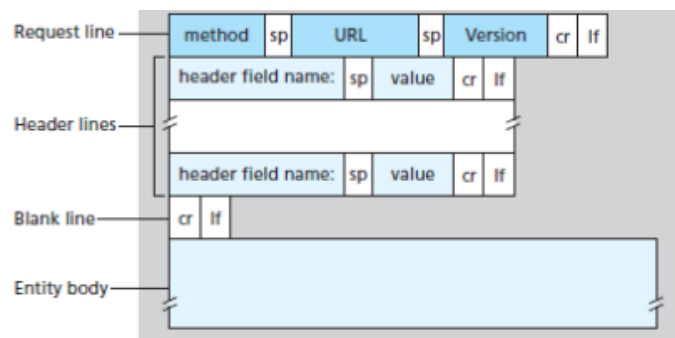 Request line method sp URL sp Version cr lf
header field name: sp value cr lf
Header lines
header field name: sp value cr lf
Blank line cr lf
Entity body